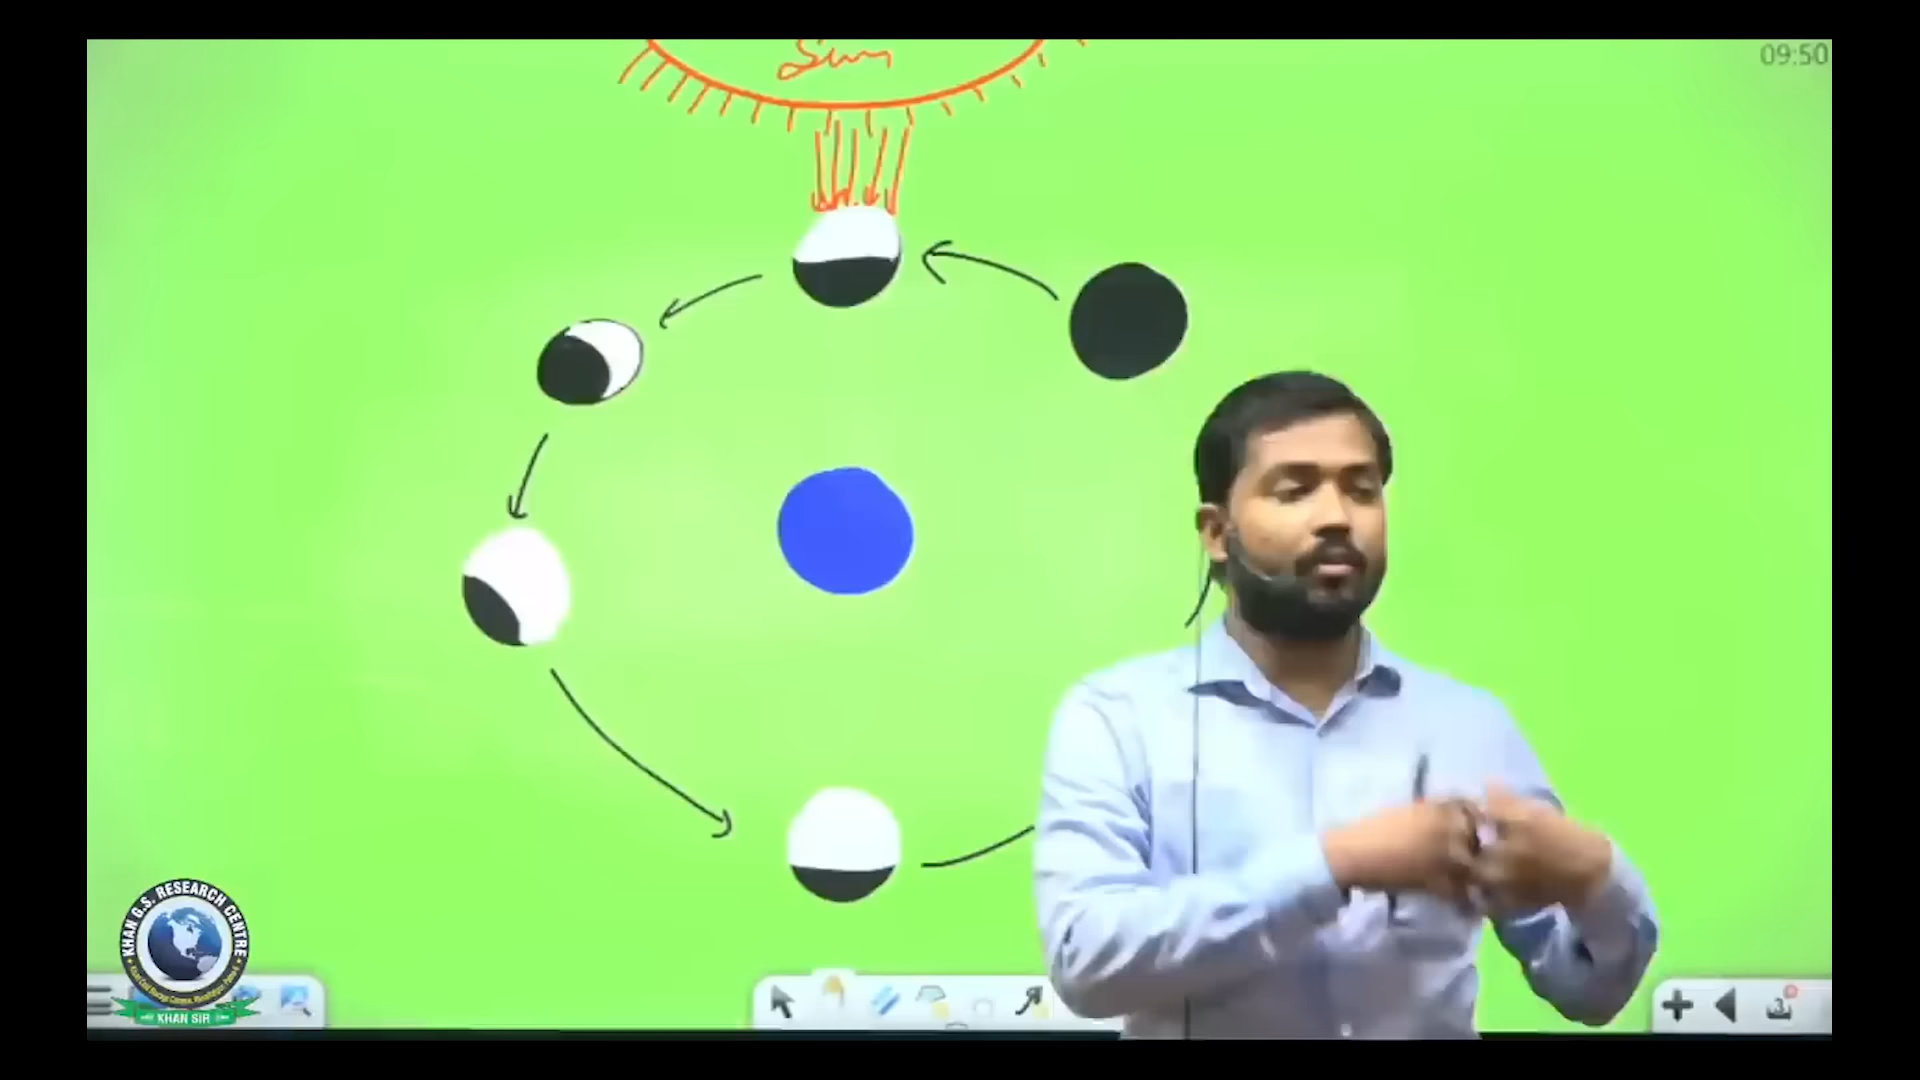 Sun
09:50
KHAN G.S. RESEARCH CENTRE
KHAN SIR